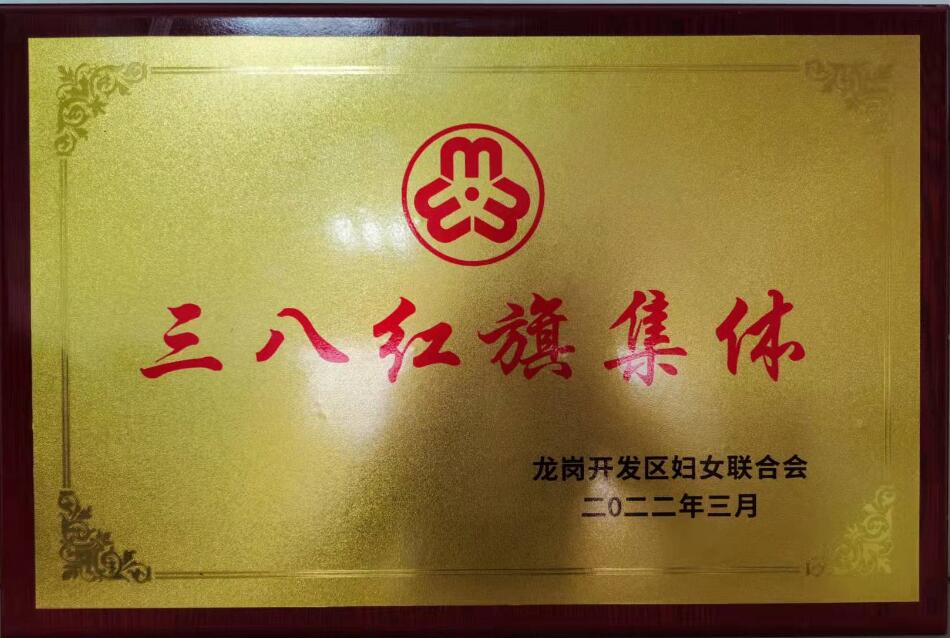 三八红旗集体
龙岗开发区妇女联合会
二0二二年三月